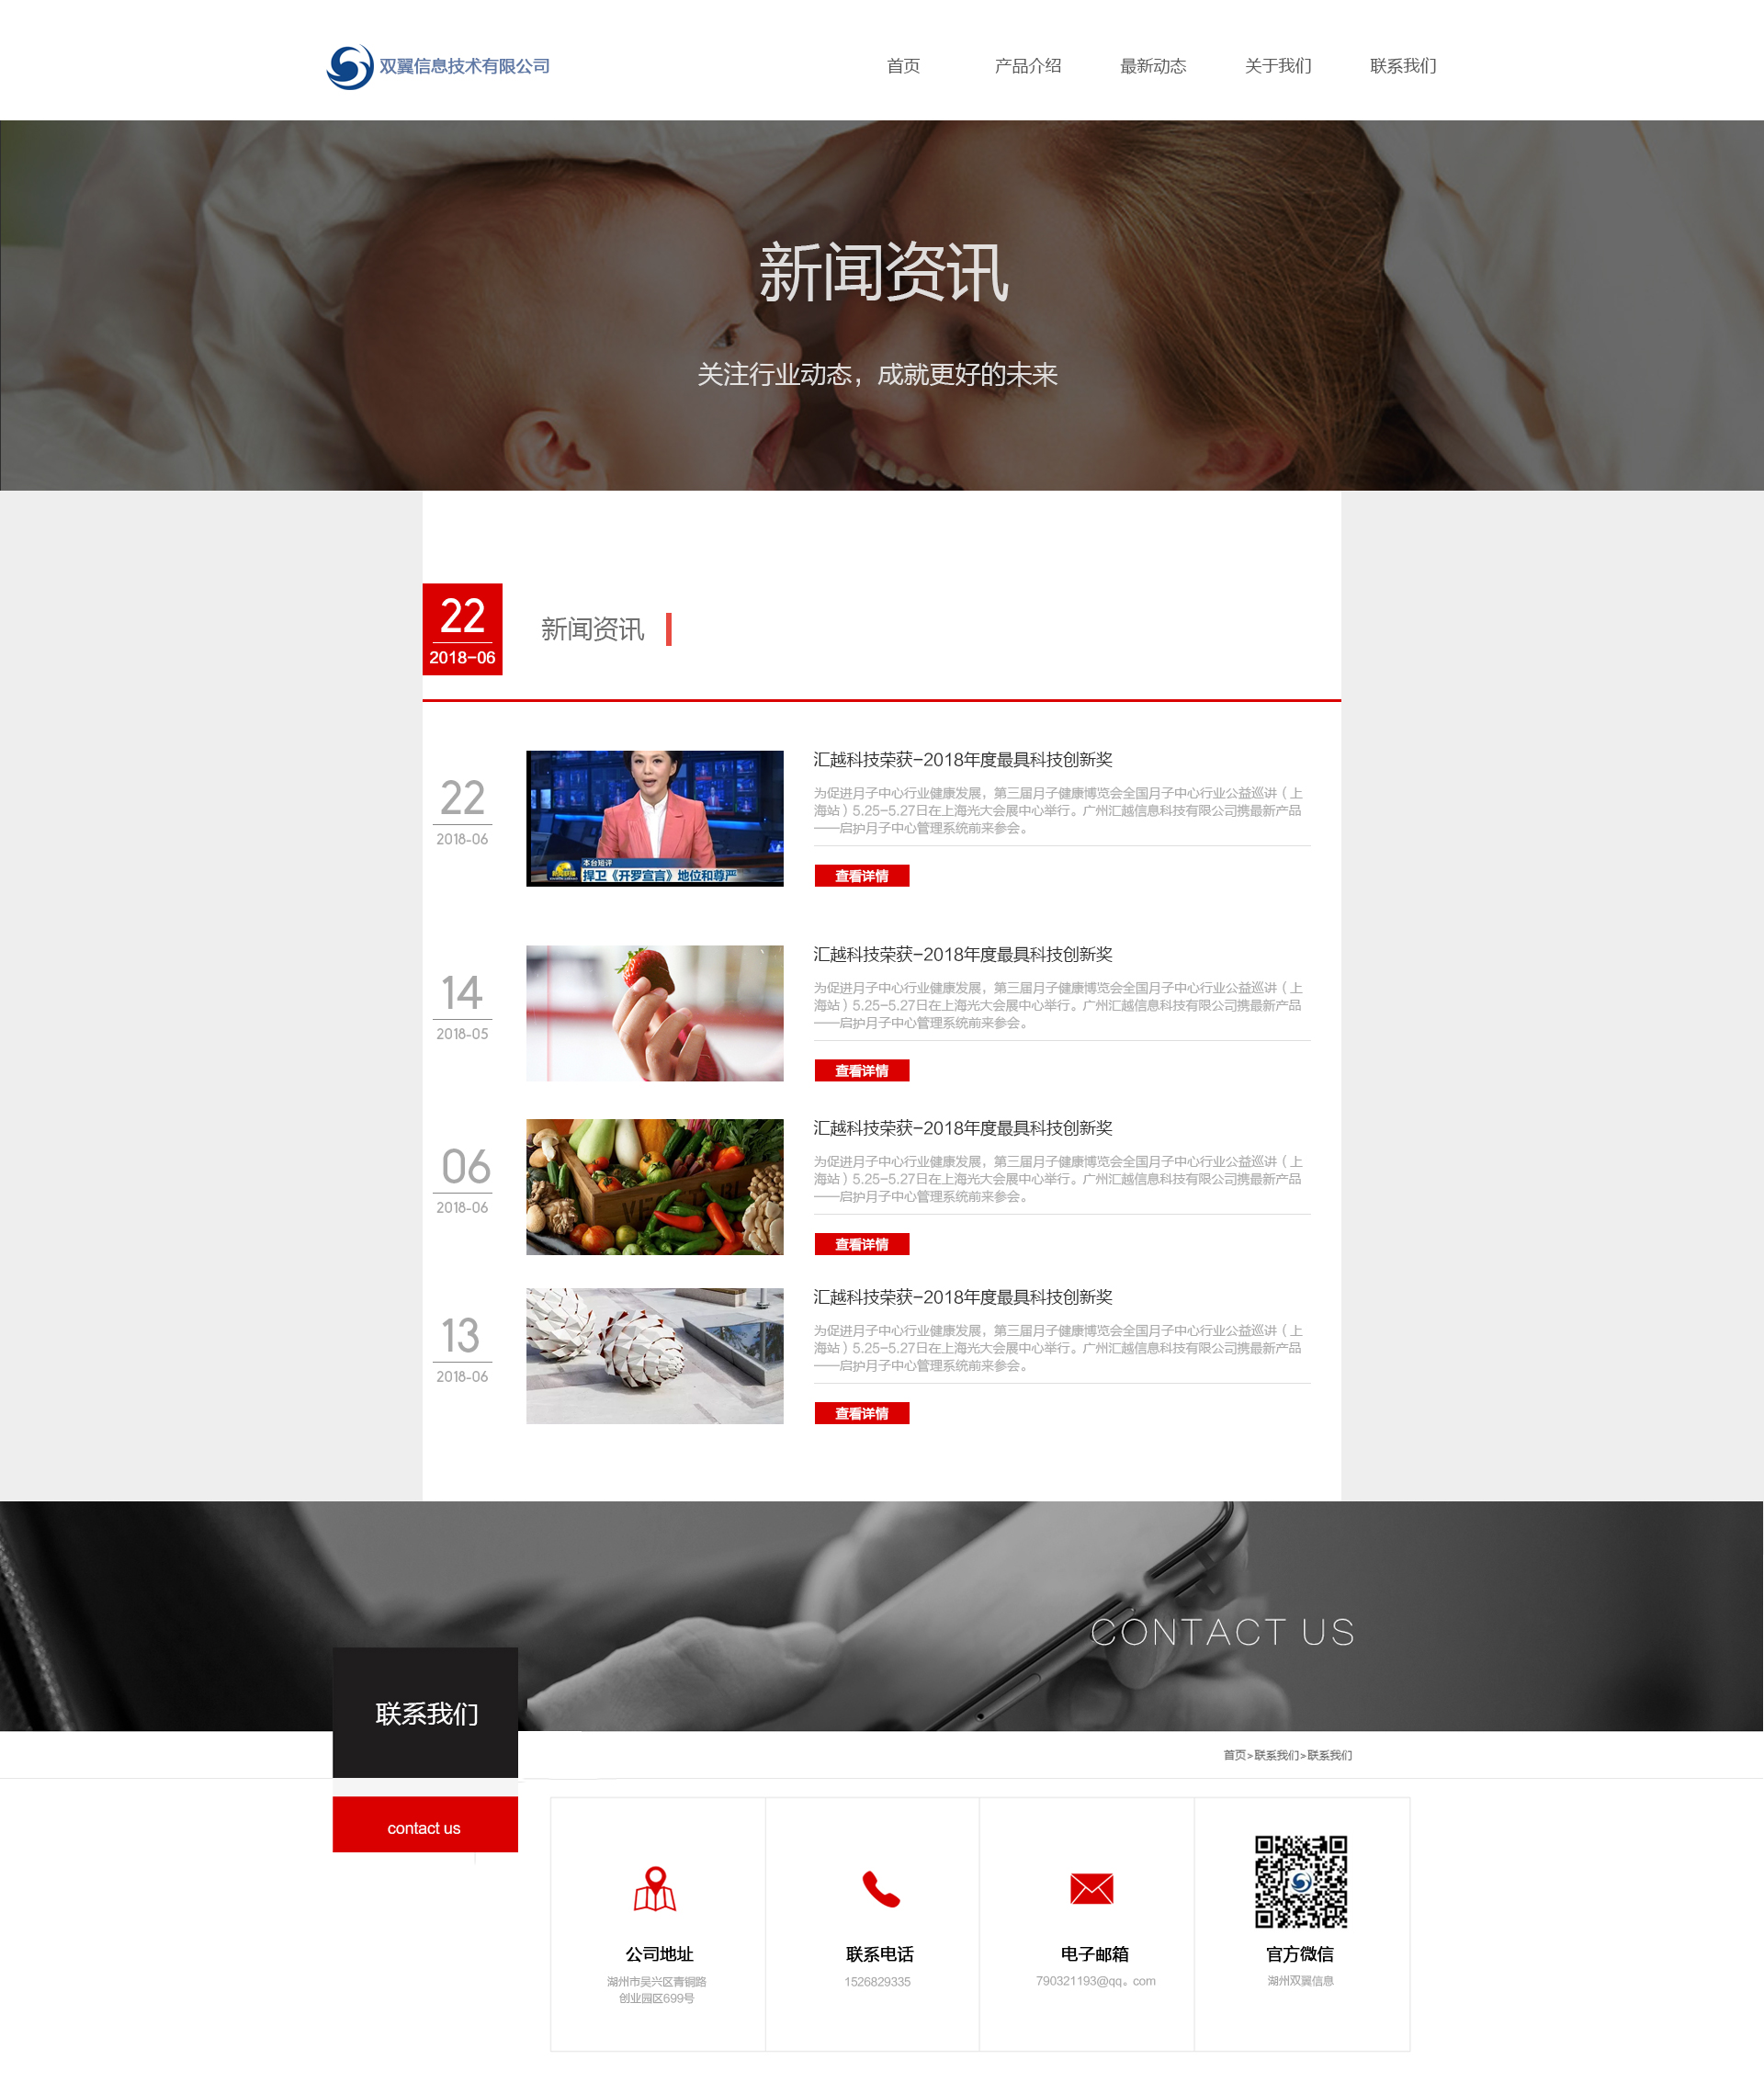 双翼信息技术有限公司
首页 产品介绍 最新动态 关于我们 联系我们
新闻资讯
关注行业动态，成就更好的未来
22
2018-06
新闻资讯
22
2018-06
本台短评
捍卫《开罗宣言》地位和尊严
汇越科技荣获-2018年度最具科技创新奖
为促进月子中心行业健康发展，第三届月子健康博览会全国月子中心行业公益巡讲（上
海站）5.25-5.27日在上海光大会展中心举行。广州汇越信息科技有限公司携最新产品
——启护月子中心管理系统前来参会。
查看详情
14
2018-05
汇越科技荣获-2018年度最具科技创新奖
为促进月子中心行业健康发展，第三届月子健康博览会全国月子中心行业公益巡讲（上
海站）5.25-5.27日在上海光大会展中心举行。广州汇越信息科技有限公司携最新产品
——启护月子中心管理系统前来参会。
查看详情
06
2018-06
汇越科技荣获-2018年度最具科技创新奖
为促进月子中心行业健康发展，第三届月子健康博览会全国月子中心行业公益巡讲（上
海站）5.25-5.27日在上海光大会展中心举行。广州汇越信息科技有限公司携最新产品
——启护月子中心管理系统前来参会。
查看详情
13
2018-06
汇越科技荣获-2018年度最具科技创新奖
为促进月子中心行业健康发展，第三届月子健康博览会全国月子中心行业公益巡讲（上
海站）5.25-5.27日在上海光大会展中心举行。广州汇越信息科技有限公司携最新产品
——启护月子中心管理系统前来参会。
查看详情
CONTACT US
联系我们
首页>联系我们>联系我们
contact us
公司地址
湖州市吴兴区青铜路
创业园区699号
联系电话
1526829335
电子邮箱
790321193@qq。com
官方微信
湖州双翼信息